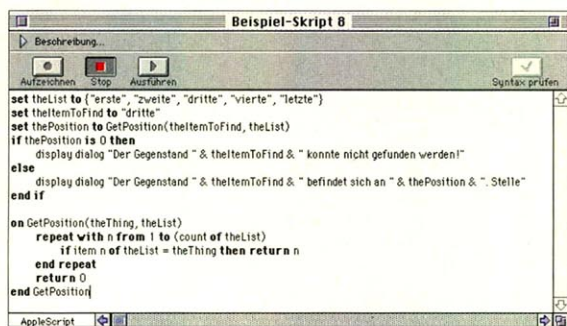 Beispiel-Skript 8
Beschreibung...
Aufzeichnen Stop Ausführen Syntax prüfen
set theList to {"erste", "zweite", "dritte", "vierte", "letzte"}
set theItemToFind to "dritte"
set thePosition to GetPosition(theItemToFind, theList)
if thePosition is 0 then
display dialog "Der Gegenstand " & theItemToFind & " konnte nicht gefunden werden!"
else
display dialog "Der Gegenstand " & theItemToFind & " befindet sich an " & thePosition & ". Stelle"
end if
on GetPosition(theThing, theList)
repeat with n from 1 to (count of theList)
if item n of theList = theThing then return n
end repeat
return 0
end GetPosition
AppleScript